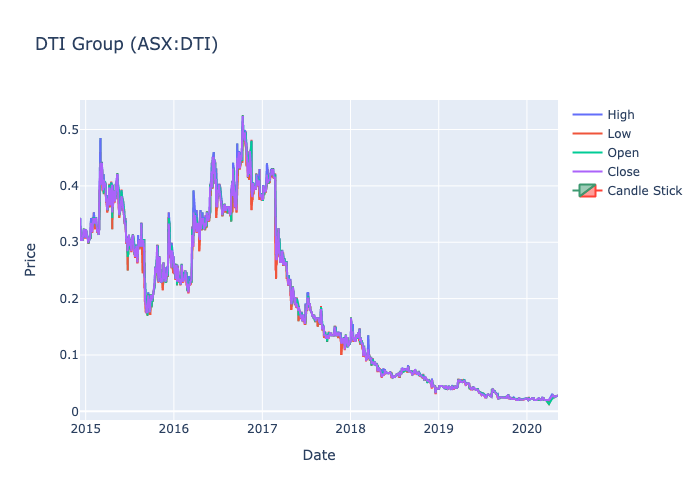 DTI Group (ASX:DTI)
High
Low
Open
Close
Candle Stick
Price
0.5
0.4
0.3
0.2
0.1
0
2015 2016 2017 2018 2019 2020
Date